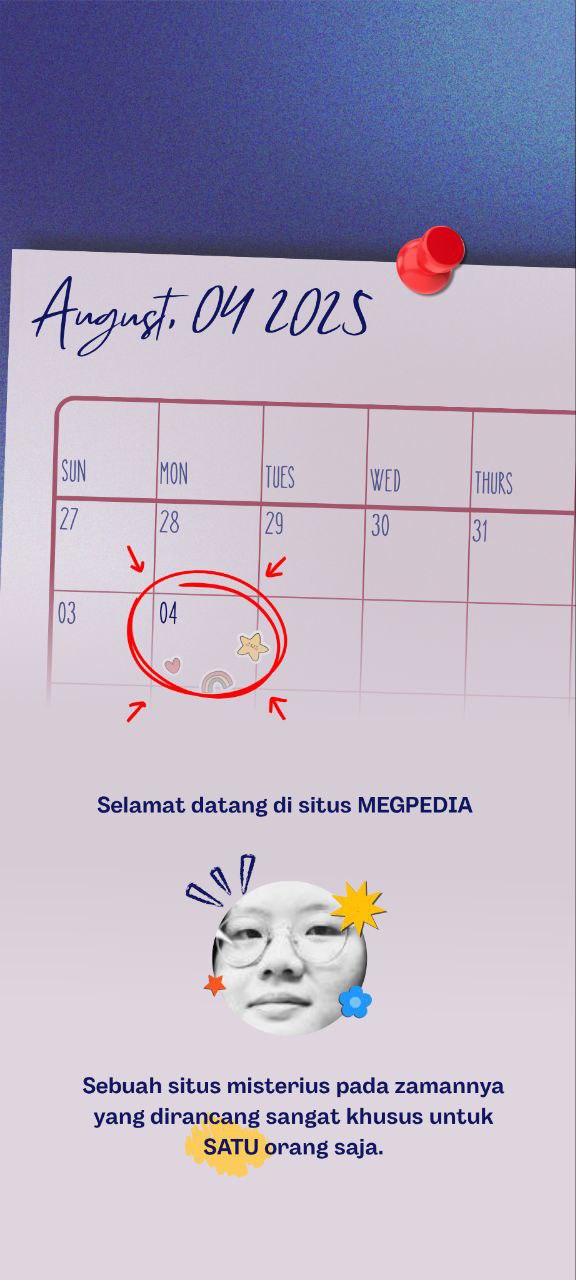 August, 04 2025
SUN MON TUES WED THURS
27 28 29 30 31
03 04
Selamat datang di situs MEGPEDIA
Sebuah situs misterius pada zamannya
yang dirancang sangat khusus untuk
SATU orang saja.